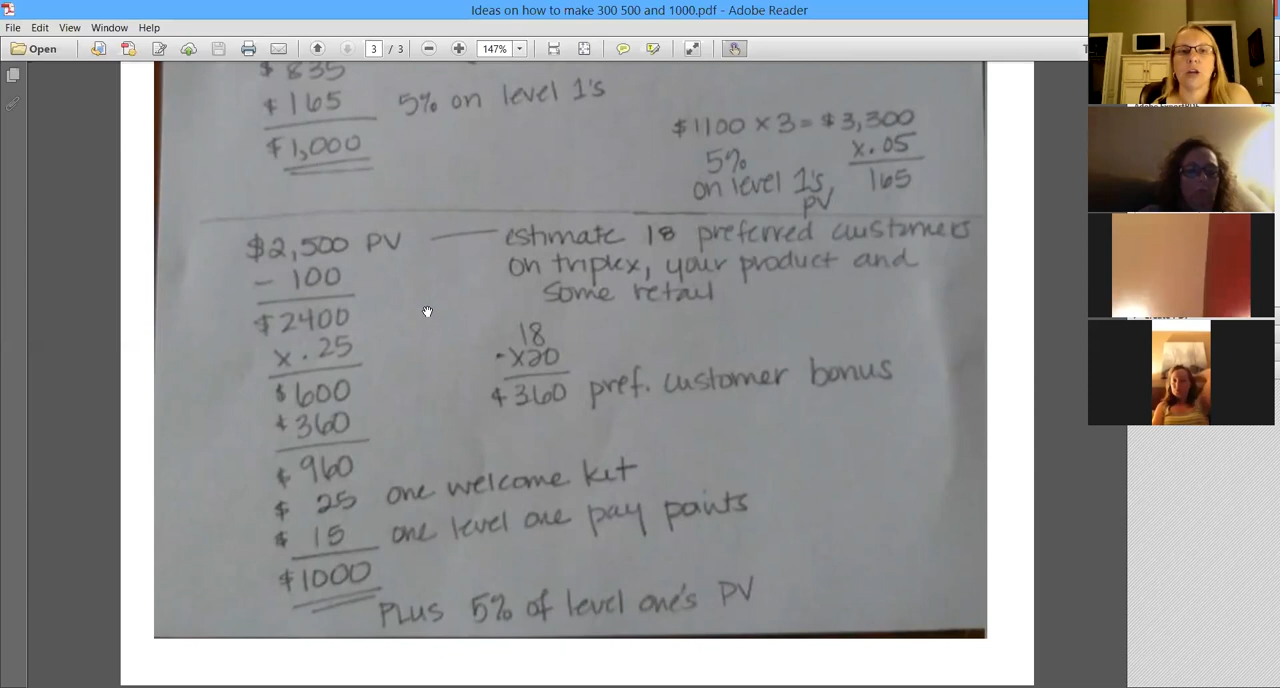 Ideas on how to make 300 500 and 1000.pdf - Adobe Reader
File Edit View Window Help
Open 3 / 3 147%
$ 835
$ 165 5% on level 1's
$1,000
$1100 x 3 = $3,300
x.05
5%
on level 1's PV
165
$2,500 PV — estimate 18 preferred customers
on triplex, your product and
some retail
- 100
$2400
x .25
$600
$360
$960
18
x20
$360 pref. customer bonus
$ 25 one welcome kit
$ 15 one level one pay points
$1000
Plus 5% of level one's PV